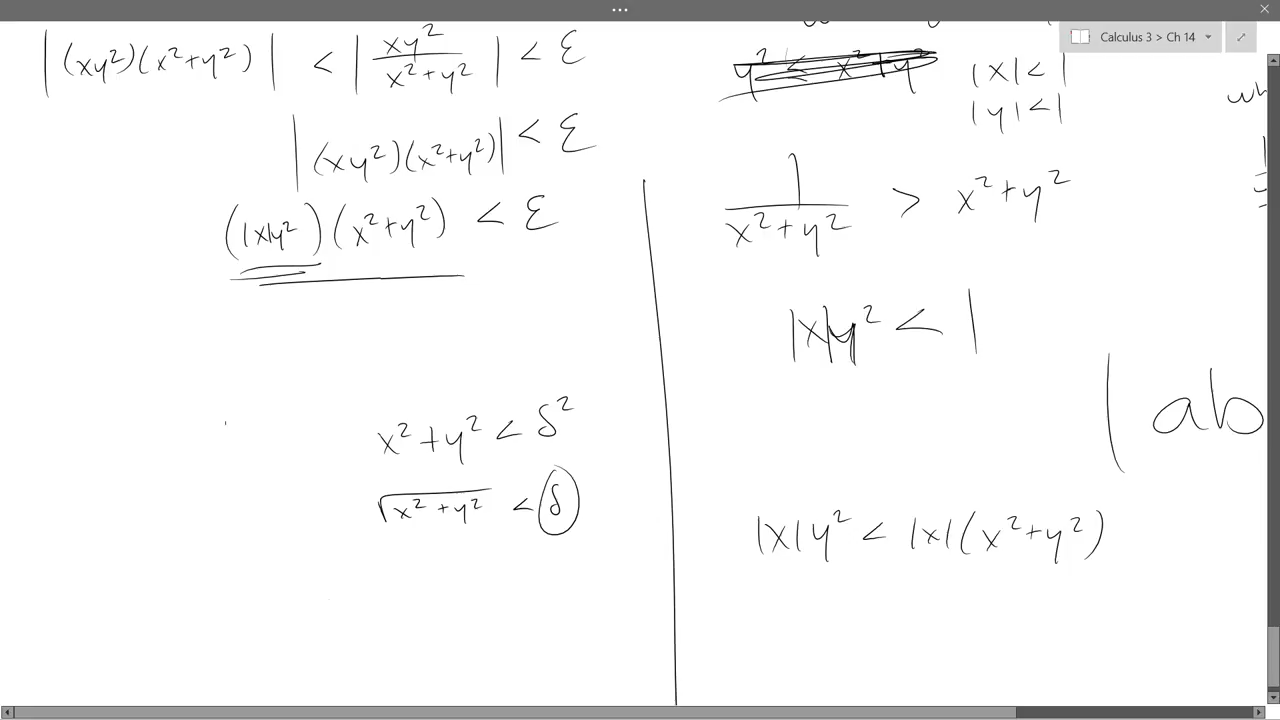 Calculus 3 > Ch 14
|(xy²)(x²+y²)| < |xy²/(x²+y²)| < ε
|(xy²)(x²+y²)| < ε
(|x|y²)(x²+y²) < ε
x²+y² < δ²
√(x²+y²) < δ
|x| < 1
|y| < 1
1/(x²+y²) > x²+y²
|x|y² < 1
|ab
|x|y² < |x|(x²+y²)